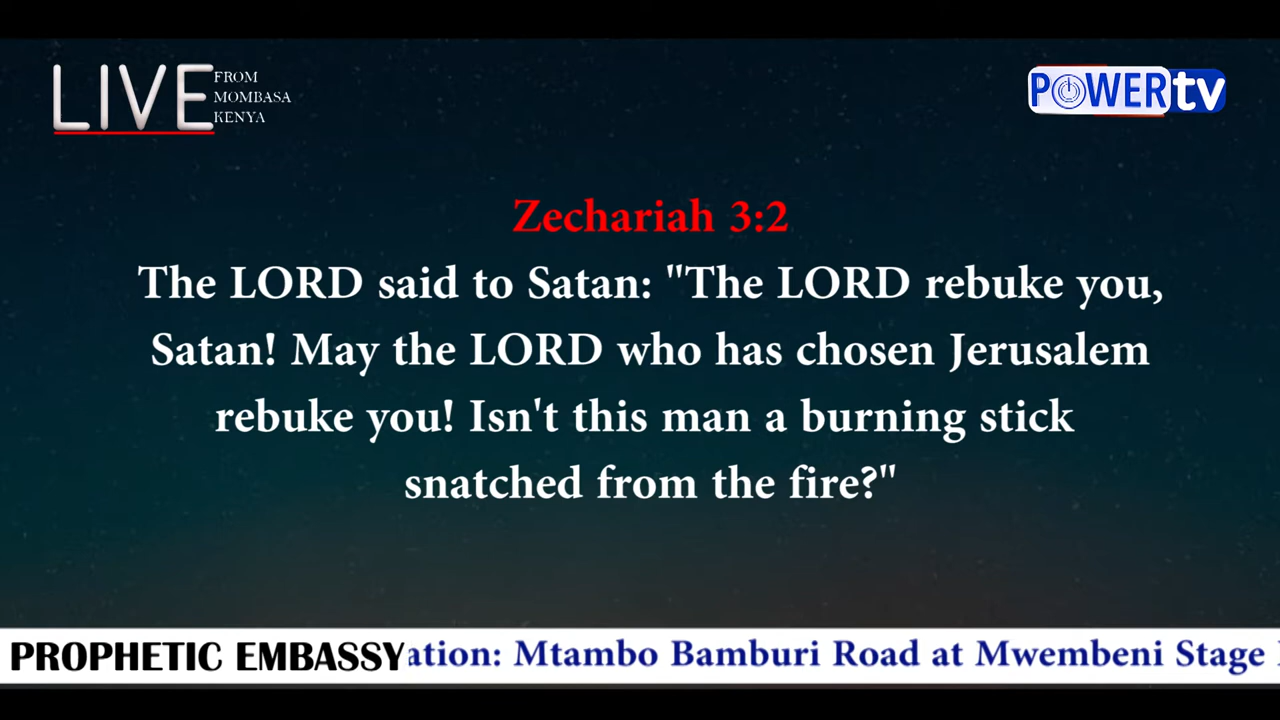 LIVE
FROM
MOMBASA
KENYA
POWERtv
Zechariah 3:2
The LORD said to Satan: "The LORD rebuke you,
Satan! May the LORD who has chosen Jerusalem
rebuke you! Isn't this man a burning stick
snatched from the fire?"
PROPHETIC EMBASSY
ation: Mtambo Bamburi Road at Mwembeni Stage